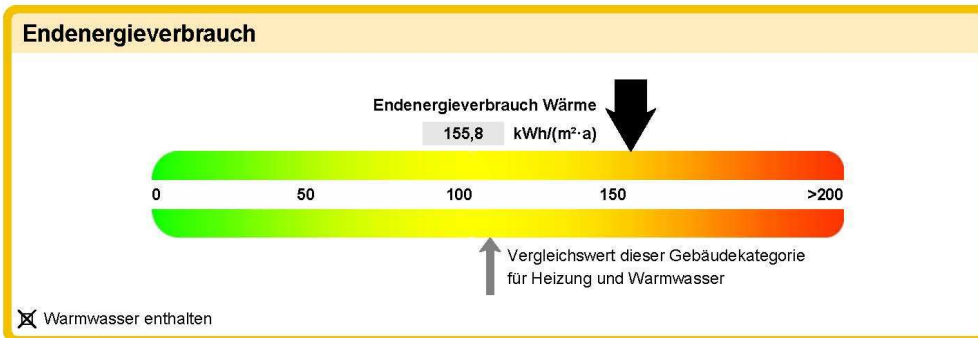 Endenergieverbrauch
Endenergieverbrauch Wärme
155,8 kWh/(m²·a)
0 50 100 150 >200
Vergleichswert dieser Gebäudekategorie
für Heizung und Warmwasser
Warmwasser enthalten